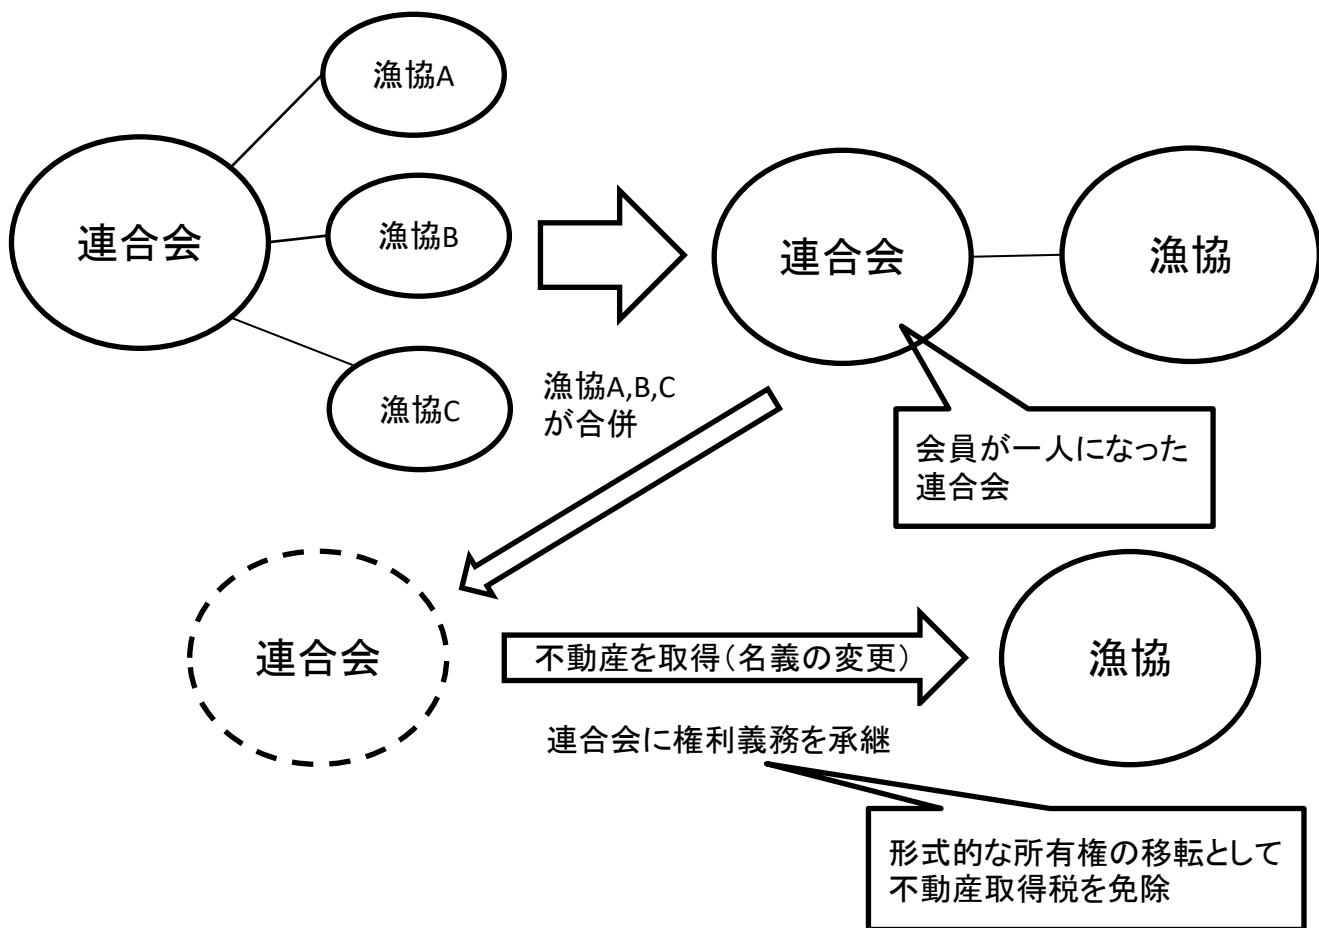 漁協A
連合会
漁協B
漁協C
漁協A,B,C
が合併
連合会
漁協
会員が一人になった
連合会
連合会
不動産を取得(名義の変更)
漁協
連合会に権利義務を承継
形式的な所有権の移転として
不動産取得税を免除